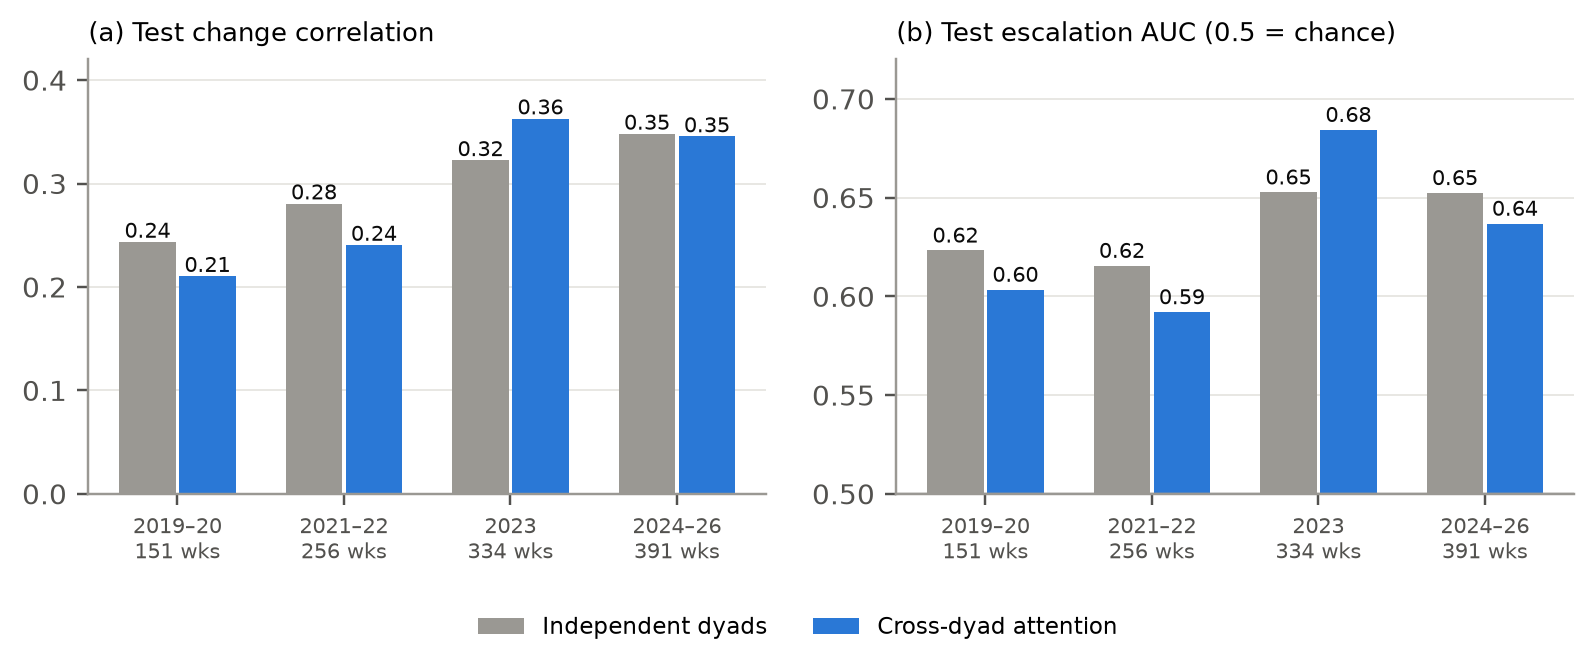 (a) Test change correlation
0.4
0.3
0.2
0.1
0.0
0.24
0.21
0.28
0.24
0.32
0.36
0.35
0.35
2019–20
151 wks
2021–22
256 wks
2023
334 wks
2024–26
391 wks
(b) Test escalation AUC (0.5 = chance)
0.70
0.65
0.60
0.55
0.50
0.62
0.60
0.62
0.59
0.65
0.68
0.65
0.64
2019–20
151 wks
2021–22
256 wks
2023
334 wks
2024–26
391 wks
Independent dyads
Cross-dyad attention